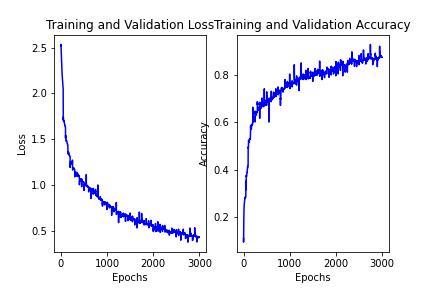 Training and Validation Loss
2.5
2.0
1.5
1.0
0.5
Loss
0
1000
2000
3000
Epochs
Training and Validation Accuracy
0.8
0.6
0.4
0.2
Accuracy
0
1000
2000
3000
Epochs